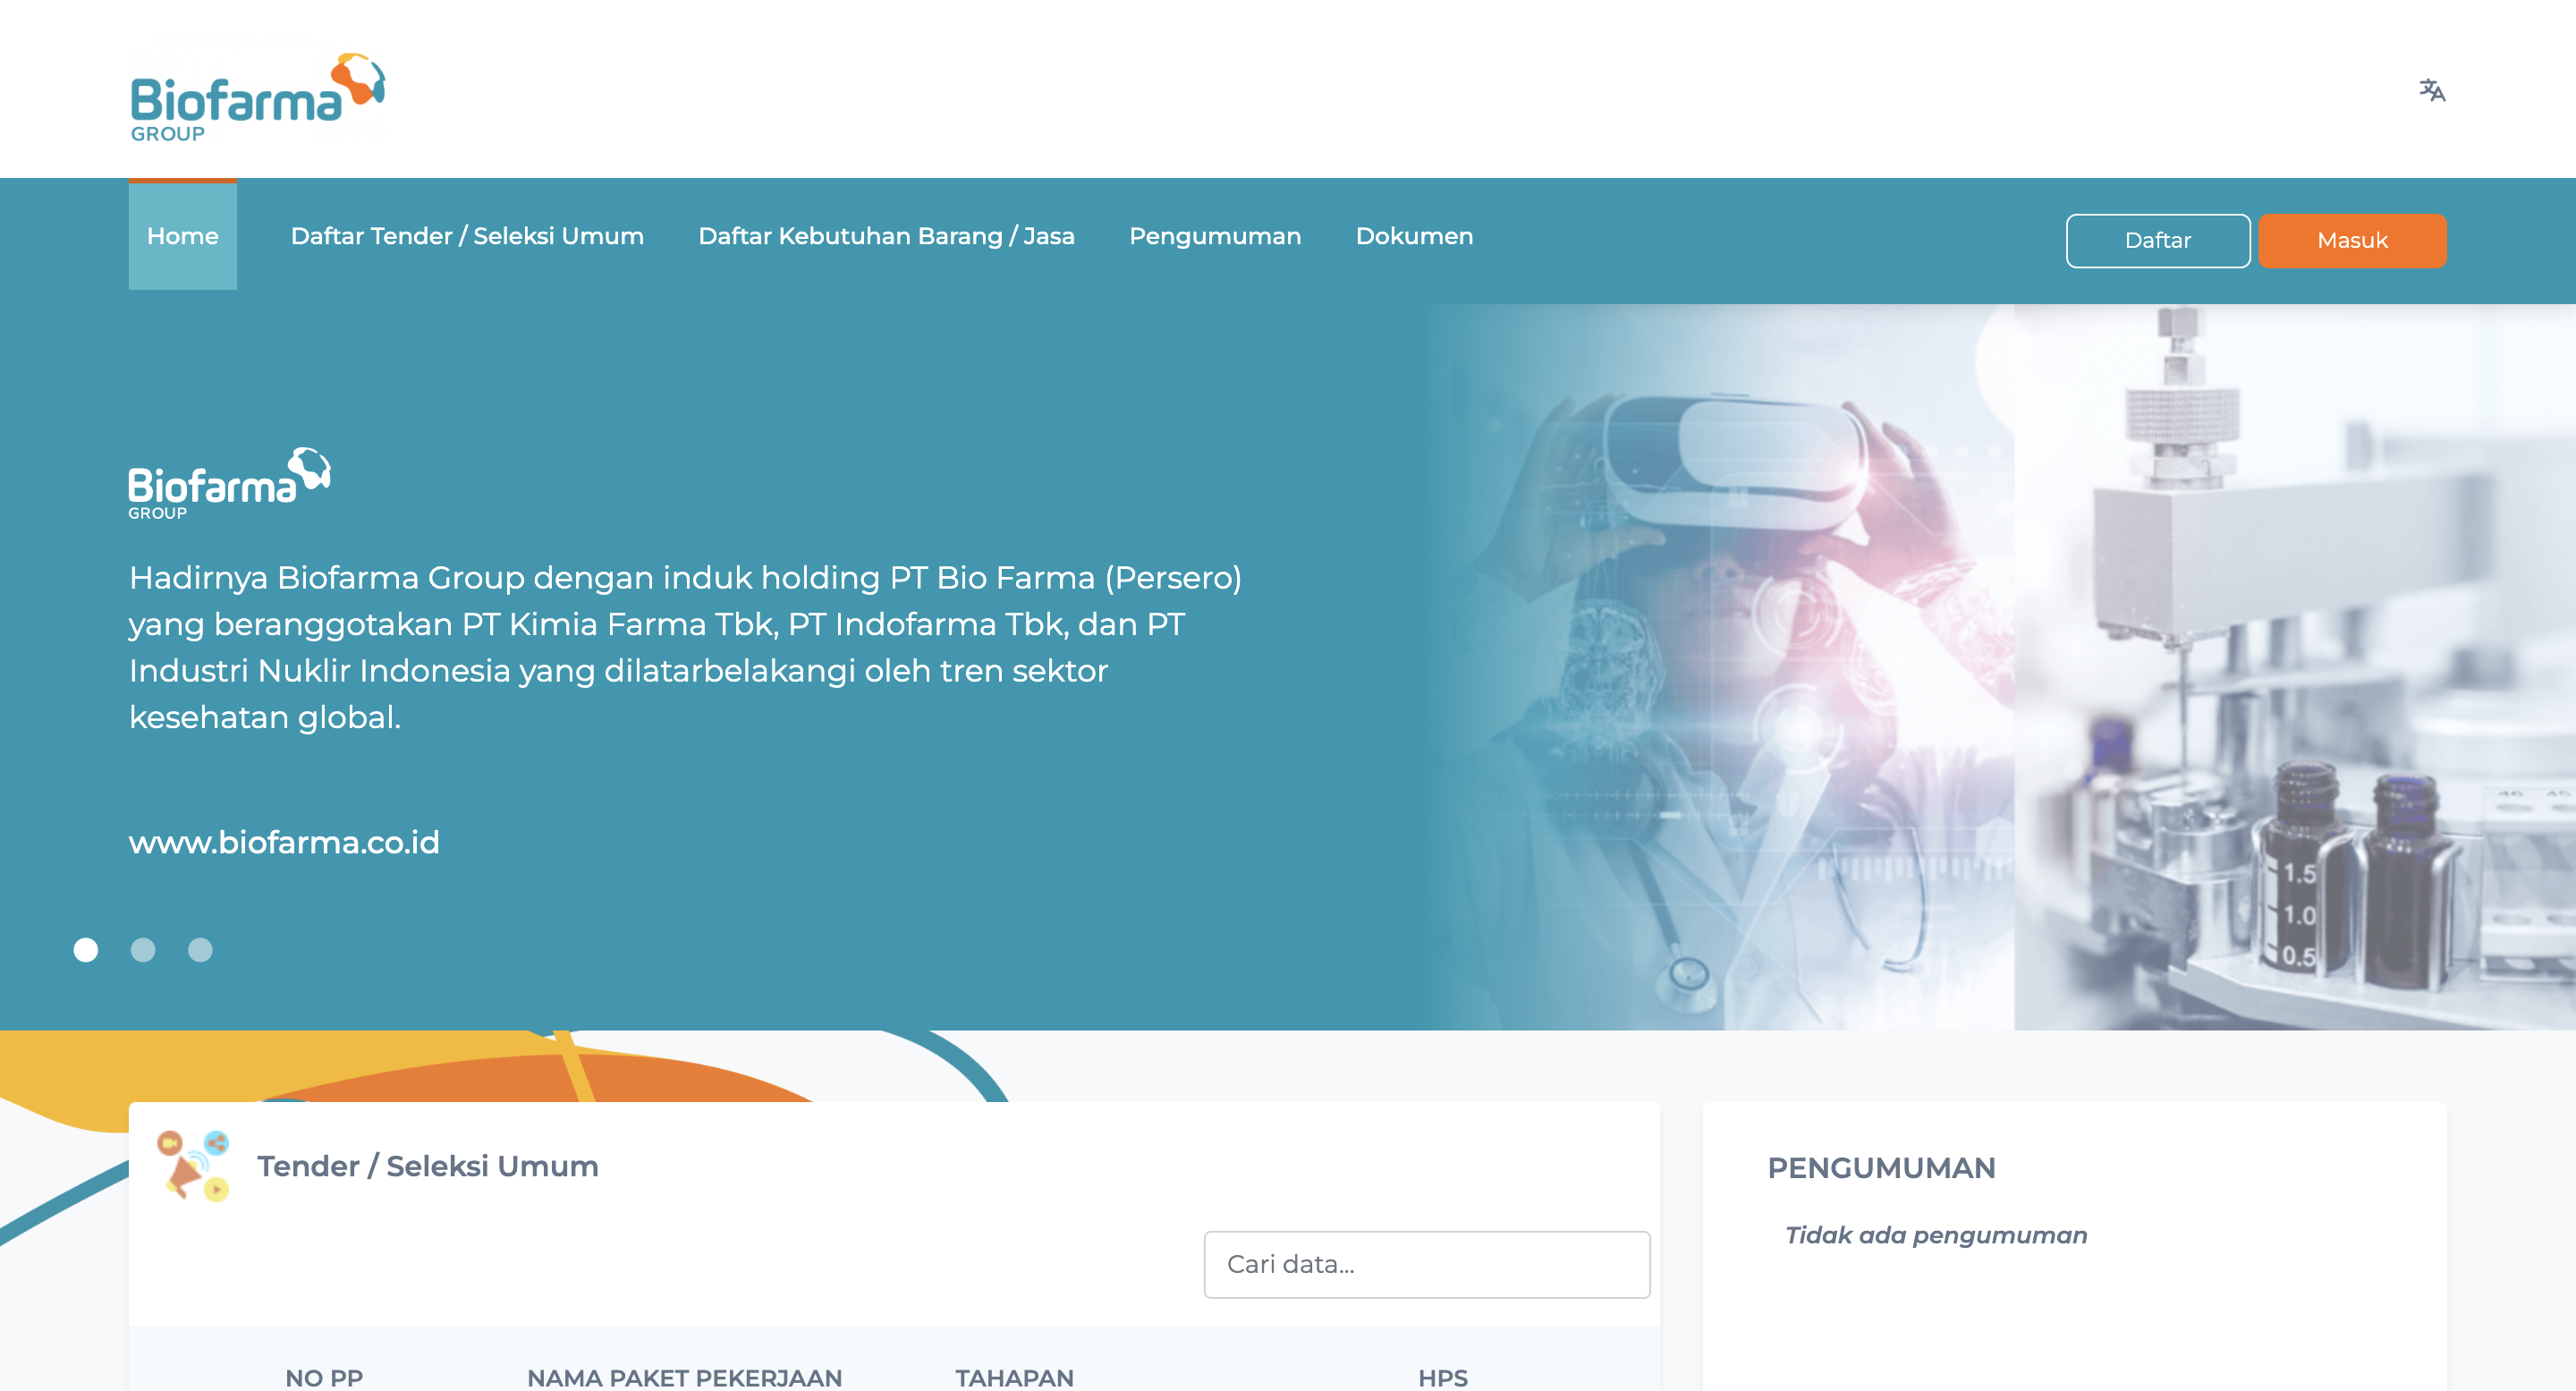 Biofarma
GROUP
Home
Daftar Tender / Seleksi Umum
Daftar Kebutuhan Barang / Jasa
Pengumuman
Dokumen
Daftar
Masuk
Biofarma
GROUP
Hadirnya Biofarma Group dengan induk holding PT Bio Farma (Persero)
yang beranggotakan PT Kimia Farma Tbk, PT Indofarma Tbk, dan PT
Industri Nuklir Indonesia yang dilatarbelakangi oleh tren sektor
kesehatan global.
www.biofarma.co.id
1.5
1.0
0.5
Tender / Seleksi Umum
Cari data...
NO PP
NAMA PAKET PEKERJAAN
TAHAPAN
HPS
PENGUMUMAN
Tidak ada pengumuman